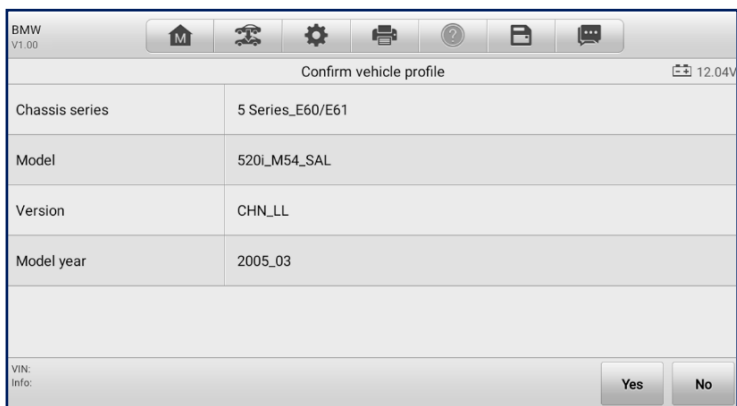 BMW
V1.00
M
?
Confirm vehicle profile
12.04V
Chassis series 5 Series_E60/E61
Model 520i_M54_SAL
Version CHN_LL
Model year 2005_03
VIN:
Info:
Yes No